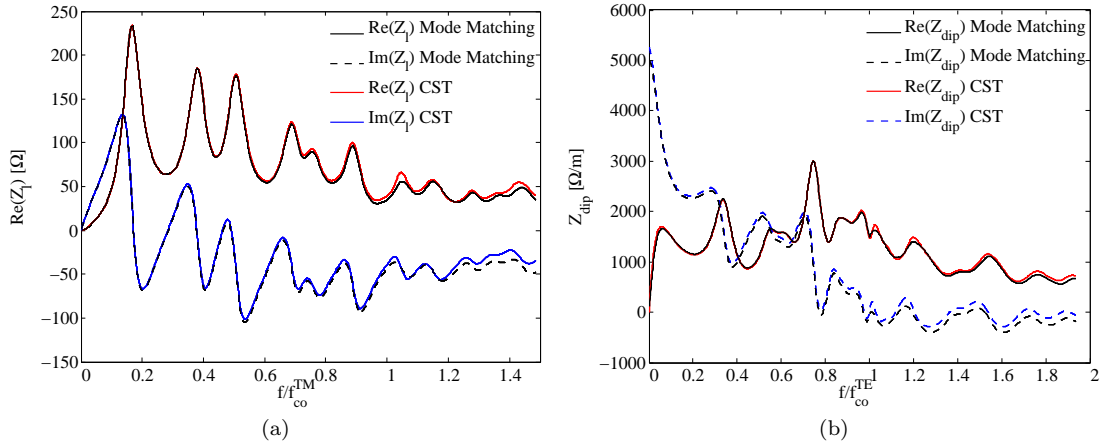 250
200
150
100
50
0
−50
−100
−150
Re(Z_l) [Ω]
0 0.2 0.4 0.6 0.8 1 1.2 1.4
f/f_co^TM
Re(Z_l) Mode Matching
Im(Z_l) Mode Matching
Re(Z_l) CST
Im(Z_l) CST
(a)
6000
5000
4000
3000
2000
1000
0
−1000
Z_dip [Ω/m]
0 0.2 0.4 0.6 0.8 1.0 1.2 1.4 1.6 1.8 2
f/f_co^TE
Re(Z_dip) Mode Matching
Im(Z_dip) Mode Matching
Re(Z_dip) CST
Im(Z_dip) CST
(b)